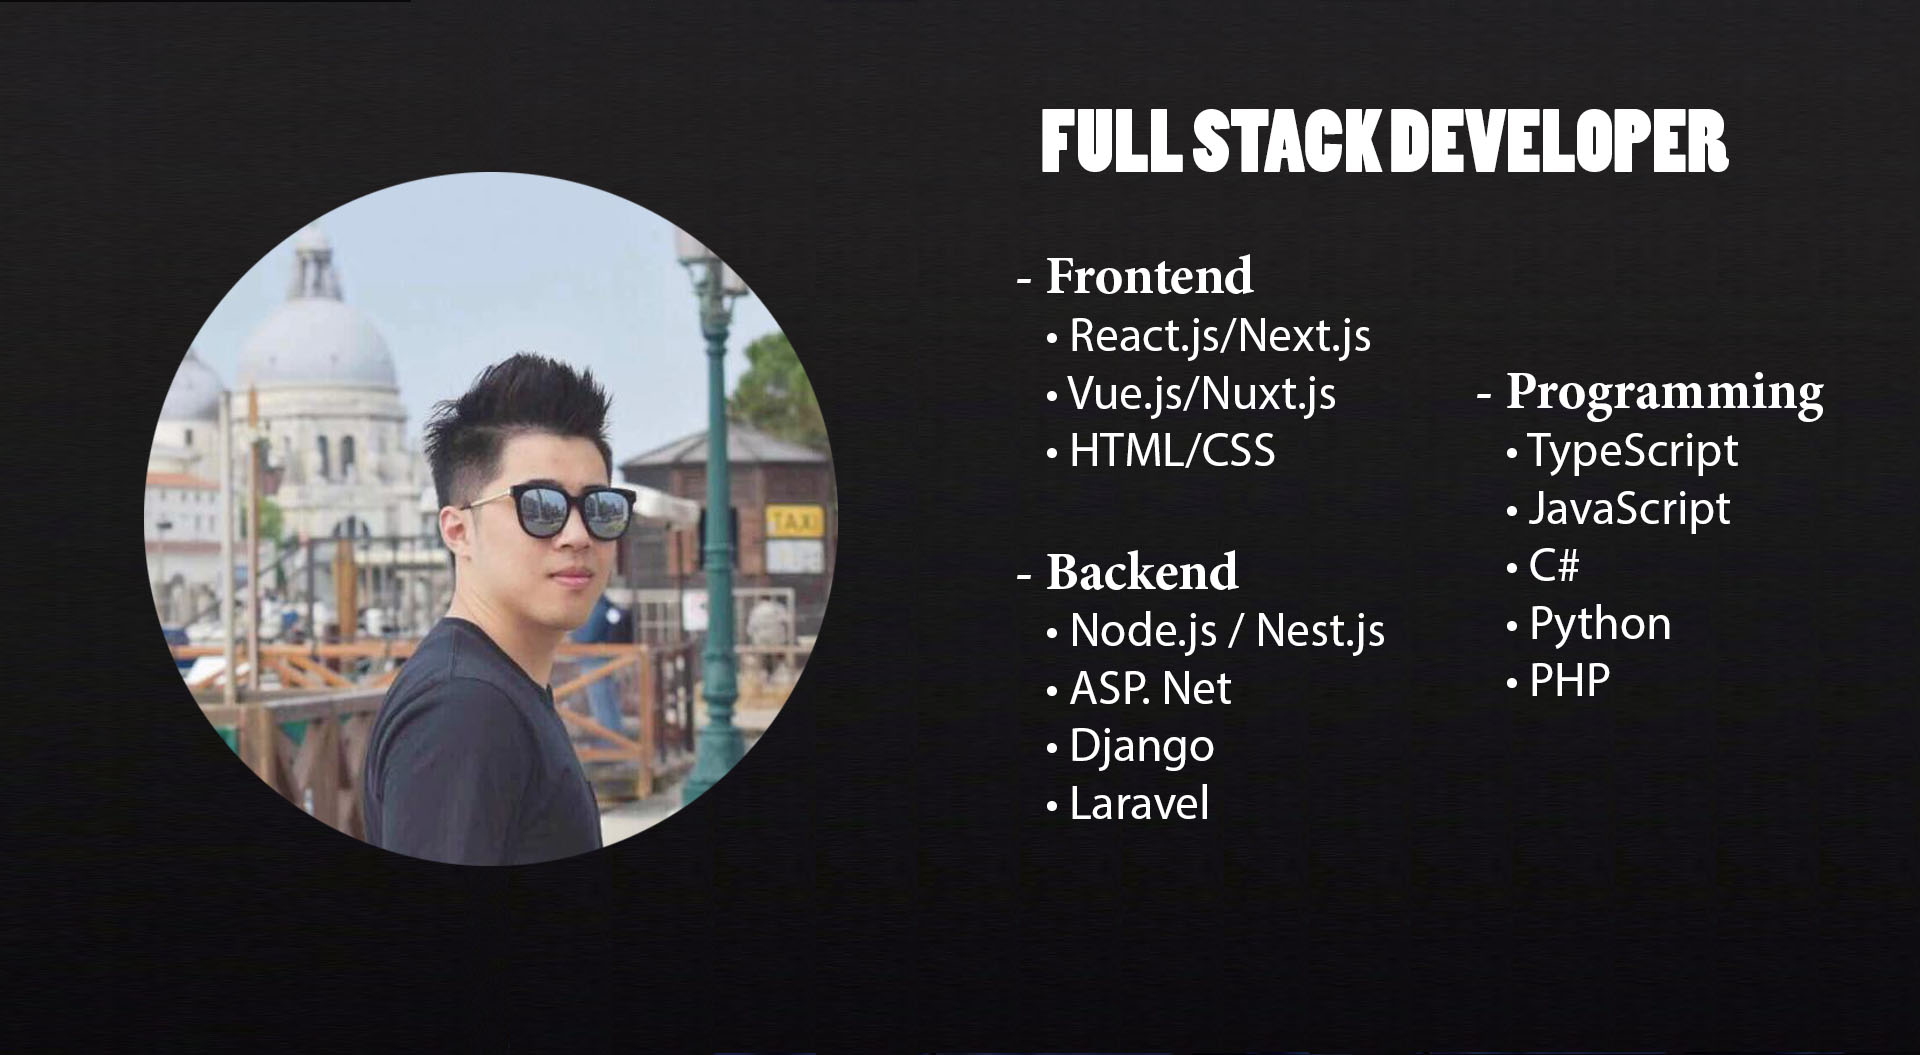 FULL STACK DEVELOPER
- Frontend
• React.js/Next.js
• Vue.js/Nuxt.js
• HTML/CSS
- Backend
• Node.js / Nest.js
• ASP. Net
• Django
• Laravel
- Programming
• TypeScript
• JavaScript
• C#
• Python
• PHP
TAXI